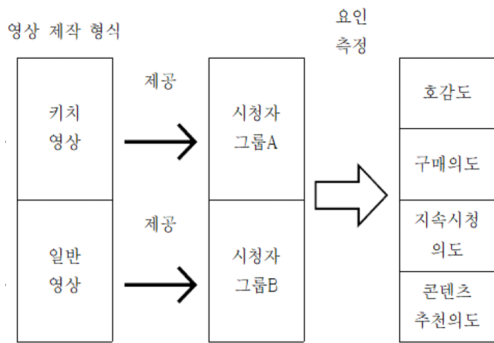 영상 제작 형식
요인
측정
키치
영상
제공
시청자
그룹A
호감도
구매의도
일반
영상
제공
시청자
그룹B
지속시청
의도
콘텐츠
추천의도